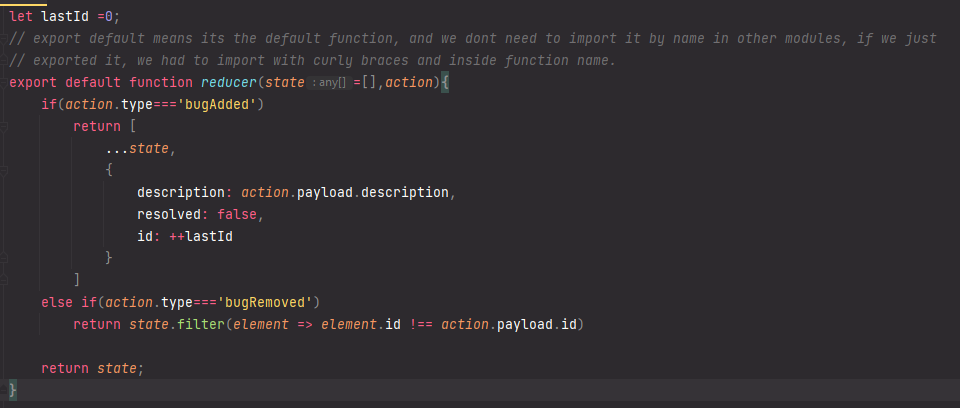 let lastId =0;
// export default means its the default function, and we dont need to import it by name in other modules, if we just
// exported it, we had to import with curly braces and inside function name.
export default function reducer(state : any[] =[],action){
    if(action.type==='bugAdded')
        return [
            ...state,
            {
                description: action.payload.description,
                resolved: false,
                id: ++lastId
            }
        ]
    else if(action.type==='bugRemoved')
        return state.filter(element => element.id !== action.payload.id)

    return state;
}